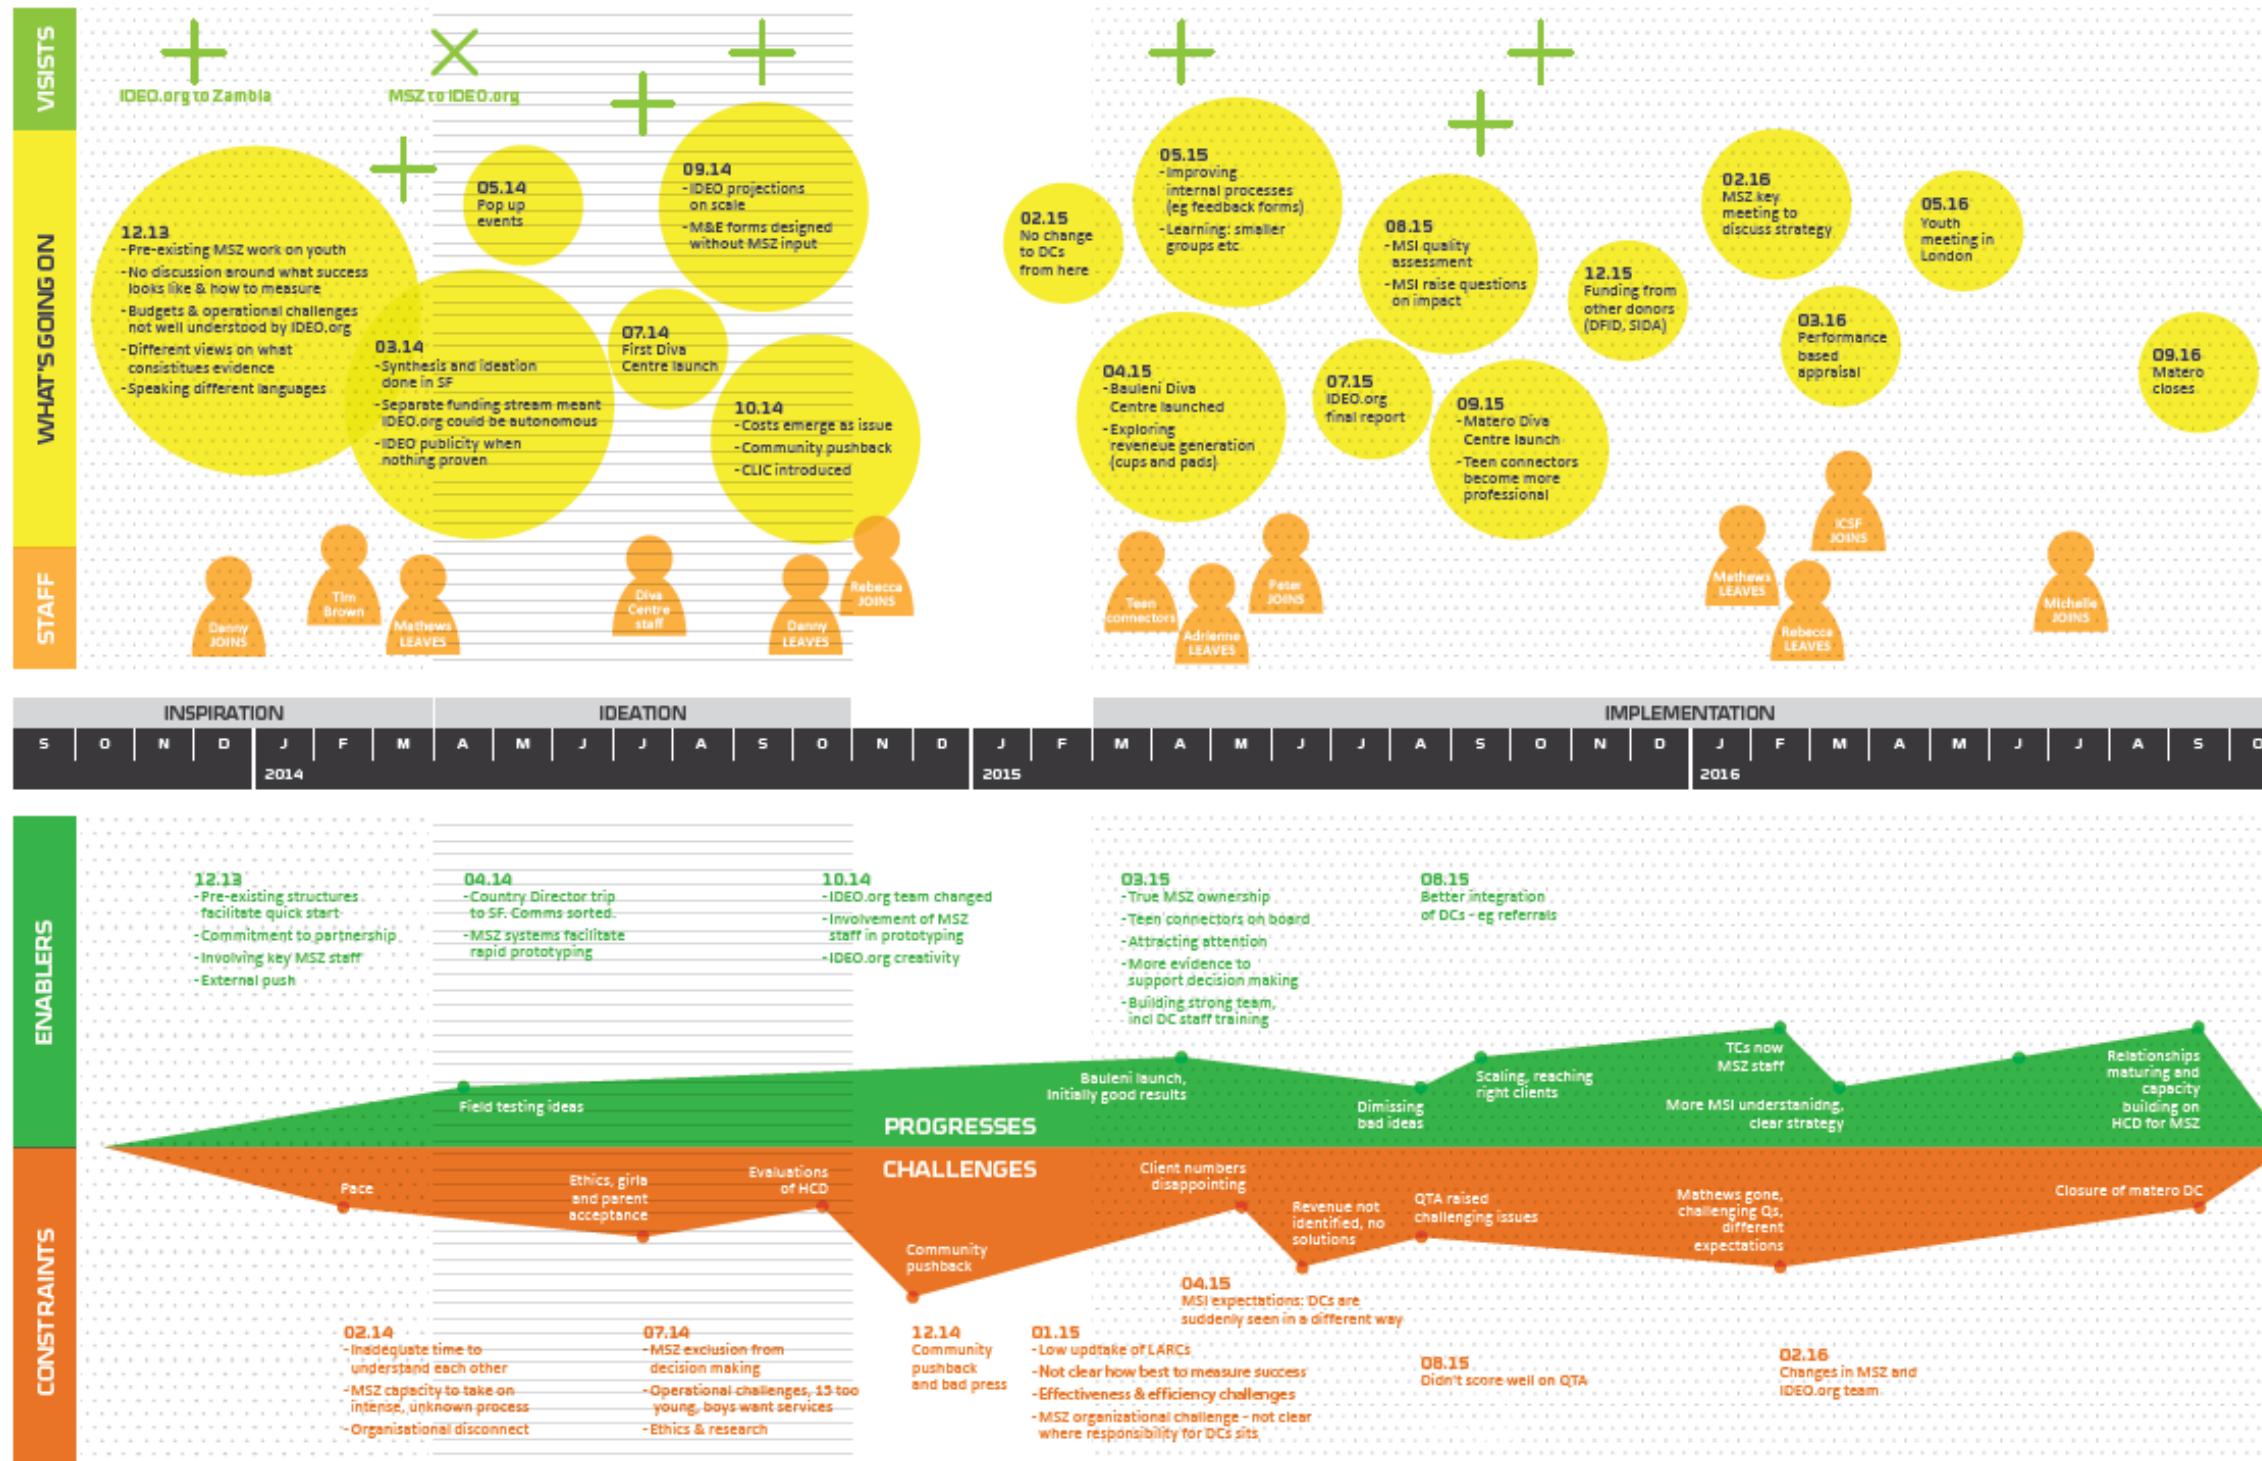 VISISTS
IDEO.org to Zambia
MSZ to IDEO.org
WHAT'S GOING ON
12.13
-Pre-existing MSZ work on youth
-No discussion around what success
looks like & how to measure
-Budgets & operational challenges
not well understood by IDEO.org
-Different views on what
consistitues evidence
-Speaking different languages
03.14
-Synthesis and ideation
done in SF
-Separate funding stream meant
IDEO.org could be autonomous
-IDEO publicity when
nothing proven
05.14
Pop up
events
07.14
First Diva
Centre launch
09.14
-IDEO projections
on scale
-M&E forms designed
without MSZ input
10.14
-Costs emerge as issue
-Community pushback
-CLIC introduced
02.15
No change
to DCs
from here
05.15
-Improving
internal processes
(eg feedback forms)
-Learning: smaller
groups etc
04.15
-Bauleni Diva
Centre launched
-Exploring
reveneue generation
(cups and pads)
08.15
-MSI quality
assessment
-MSI raise questions
on impact
07.15
IDEO.org
final report
09.15
-Matero Diva
Centre launch
-Teen connectors
become more
professional
12.15
Funding from
other donors
(DFID, SIDA)
02.16
MSZ key
meeting to
discuss strategy
03.16
Performance
based
appraisal
05.16
Youth
meeting in
London
09.16
Matero
closes
STAFF
Danny
JOINS
Tim
Brown
Mathews
LEAVES
Diva
Centre
staff
Danny
LEAVES
Rebecca
JOINS
Teen
connectors
Adrienne
LEAVES
Peter
JOINS
Mathews
LEAVES
Rebecca
LEAVES
ICSF
JOINS
Michelle
JOINS
INSPIRATION IDEATION IMPLEMENTATION
S O N D J F M A M J J A S O N D J F M A M J J A S O N D J F M A M J J A S O
2014 2015 2016
ENABLERS
12.13
-Pre-existing structures
facilitate quick start
-Commitment to partnership
-Involving key MSZ staff
-External push
04.14
-Country Director trip
to SF. Comms sorted.
-MSZ systems facilitate
rapid prototyping
10.14
-IDEO.org team changed
-Involvement of MSZ
staff in prototyping
-IDEO.org creativity
03.15
-True MSZ ownership
-Teen connectors on board
-Attracting attention
-More evidence to
support decision making
-Building strong team,
incl DC staff training
08.15
Better integration
of DCs - eg referrals
Field testing ideas
PROGRESSES
Bauleni launch,
Initially good results
Dimissing
bad ideas
Scaling, reaching
right clients
TCs now
MSZ staff
More MSI understanidng,
clear strategy
Relationships
maturing and
capacity
building on
HCD for MSZ
CONSTRAINTS
CHALLENGES
Pace
Ethics, girls
and parent
acceptance
Evaluations
of HCD
Community
pushback
Client numbers
disappointing
Revenue not
identified, no
solutions
QTA raised
challenging issues
Mathews gone,
challenging Qs,
different
expectations
Closure of matero DC
02.14
-Inadequate time to
understand each other
-MSZ capacity to take on
intense, unknown process
-Organisational disconnect
07.14
-MSZ exclusion from
decision making
-Operational challenges, 15 too
young, boys want services
-Ethics & research
12.14
Community
pushback
and bad press
01.15
-Low updtake of LARCs
-Not clear how best to measure success
-Effectiveness & efficiency challenges
-MSZ organizational challenge - not clear
where responsibility for DCs sits
04.15
MSI expectations: DCs are
suddenly seen in a different way
08.15
Didn't score well on QTA
02.16
Changes in MSZ and
IDEO.org team